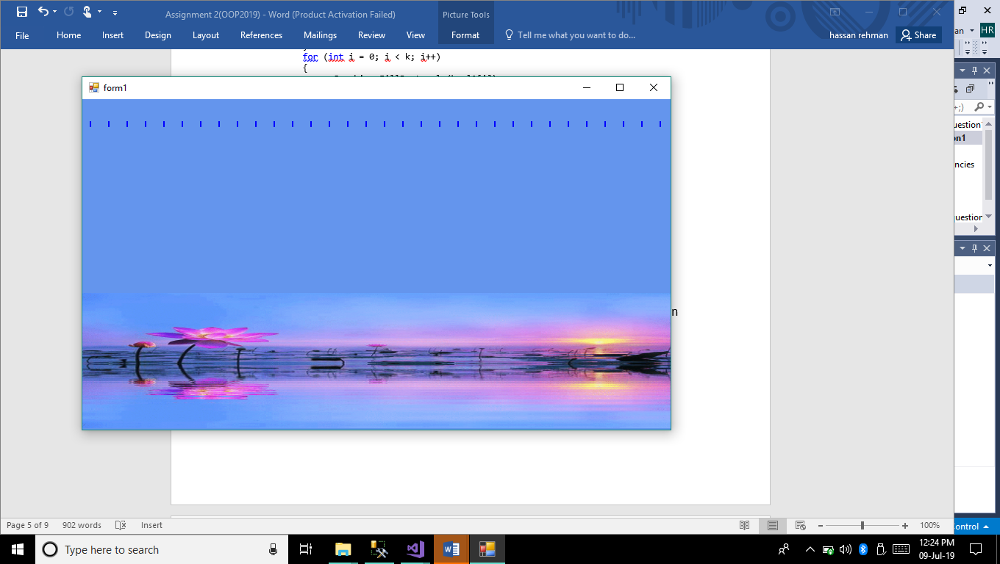 Assignment 2(OOP2019) - Word (Product Activation Failed)
Picture Tools
File Home Insert Design Layout References Mailings Review View Format Tell me what you want to do...
hassan rehman Share
an HR
for (int i = 0; i < k; i++)
{
form1
+;)
uestion
on1
ncies
uestion
n
Page 5 of 9 902 words Insert
100%
ontrol
Type here to search
12:24 PM
09-Jul-19